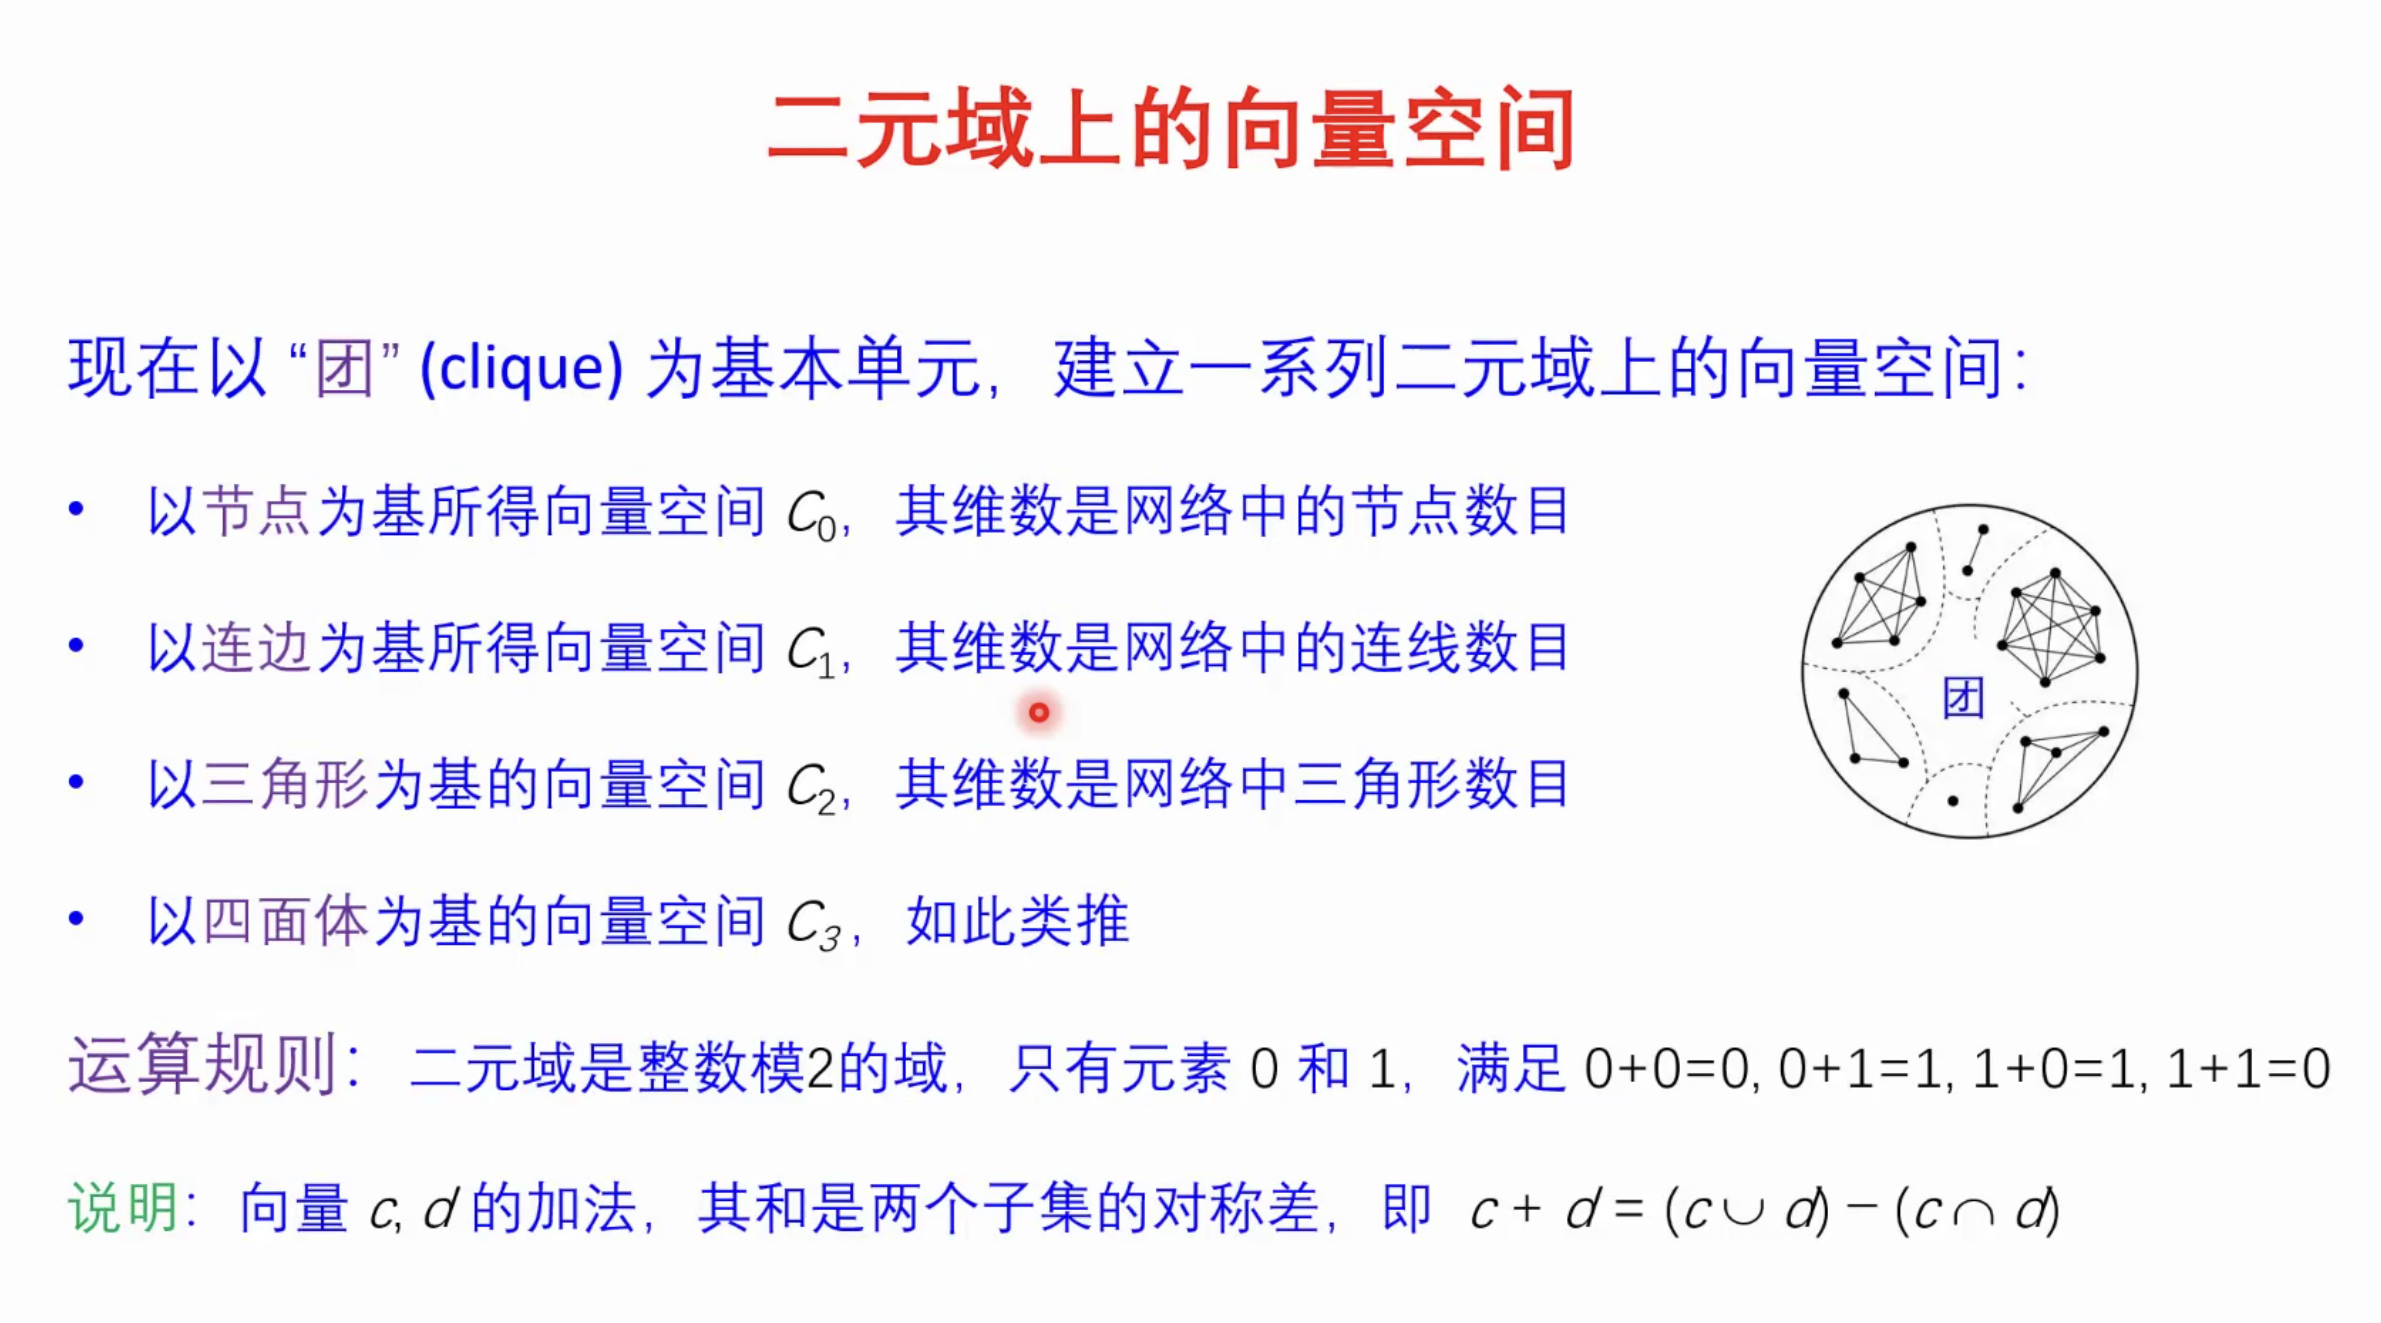 二元域上的向量空间
现在以 “团” (clique) 为基本单元, 建立一系列二元域上的向量空间:
• 以节点为基所得向量空间 C₀, 其维数是网络中的节点数目
• 以连边为基所得向量空间 C₁, 其维数是网络中的连线数目
• 以三角形为基的向量空间 C₂, 其维数是网络中三角形数目
• 以四面体为基的向量空间 C₃, 如此类推
团
运算规则: 二元域是整数模2的域, 只有元素 0 和 1, 满足 0+0=0, 0+1=1, 1+0=1, 1+1=0
说明: 向量 c, d 的加法, 其和是两个子集的对称差, 即 c + d = (c ∪ d) − (c ∩ d)